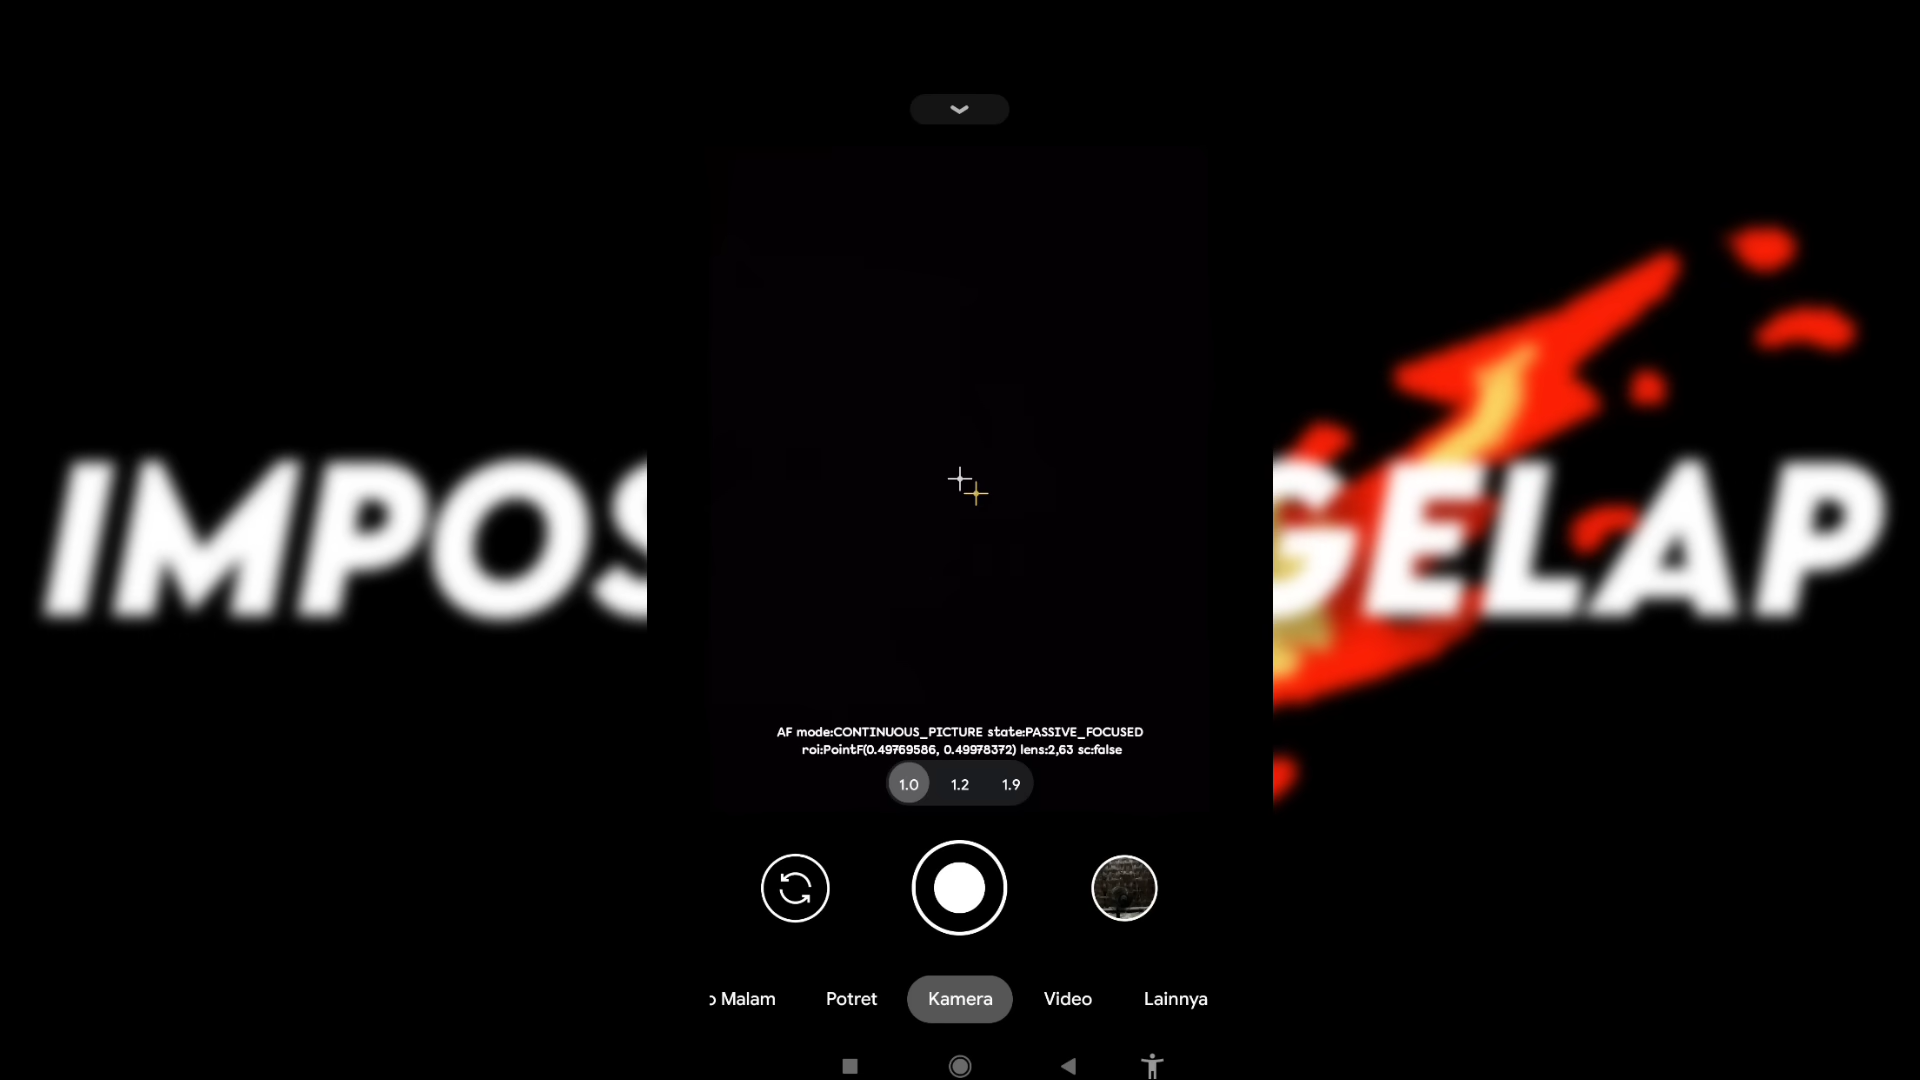 IMPOS
GELAP
AF mode:CONTINUOUS_PICTURE state:PASSIVE_FOCUSED
roi:PointF(0.49769586, 0.49978372) lens:2,63 sc:false
1.0 1.2 1.9
Malam Potret Kamera Video Lainnya